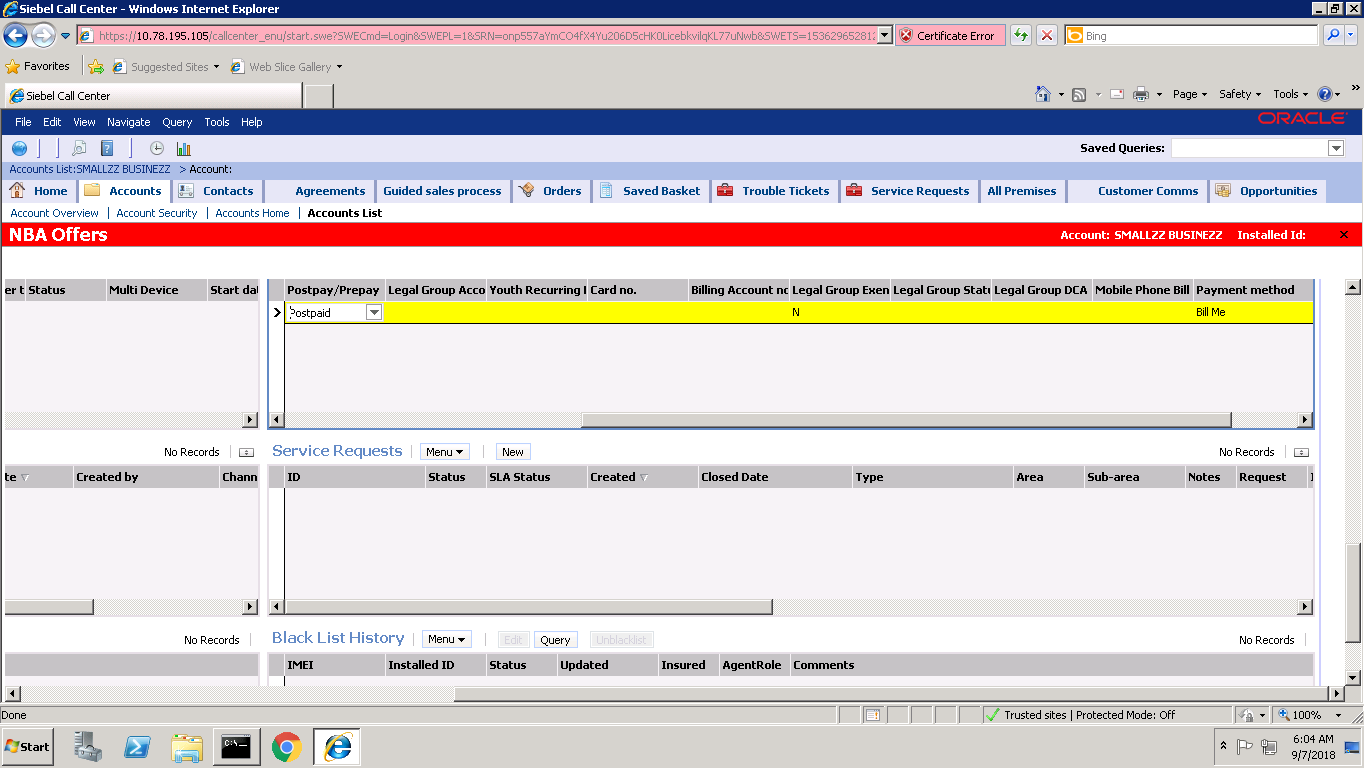 Siebel Call Center - Windows Internet Explorer
https://10.78.195.105/callcenter_enu/start.swe?SWECmd=Login&SWEPL=1&SRN=onp557aYmCO4fX4Yu206D5cHK0LicebkvilqKL77uNwb&SWETS=153629652812
Certificate Error
Bing
Favorites Suggested Sites Web Slice Gallery
Siebel Call Center
Page Safety Tools
File Edit View Navigate Query Tools Help
ORACLE
Saved Queries:
Accounts List:SMALLZZ BUSINEZZ > Account:
Home Accounts Contacts Agreements Guided sales process Orders Saved Basket Trouble Tickets Service Requests All Premises Customer Comms Opportunities
Account Overview | Account Security | Accounts Home | Accounts List
NBA Offers Account: SMALLZZ BUSINEZZ Installed Id:
er t Status Multi Device Start dat Postpay/Prepay Legal Group Acco Youth Recurring Card no. Billing Account no Legal Group Exen Legal Group Statu Legal Group DCA Mobile Phone Bill Payment method
Postpaid N Bill Me
No Records Service Requests Menu New No Records
te Created by Chann ID Status SLA Status Created Closed Date Type Area Sub-area Notes Request
No Records Black List History Menu Edit Query Unblacklist No Records
IMEI Installed ID Status Updated Insured AgentRole Comments
Done Trusted sites | Protected Mode: Off 100%
Start 6:04 AM
9/7/2018